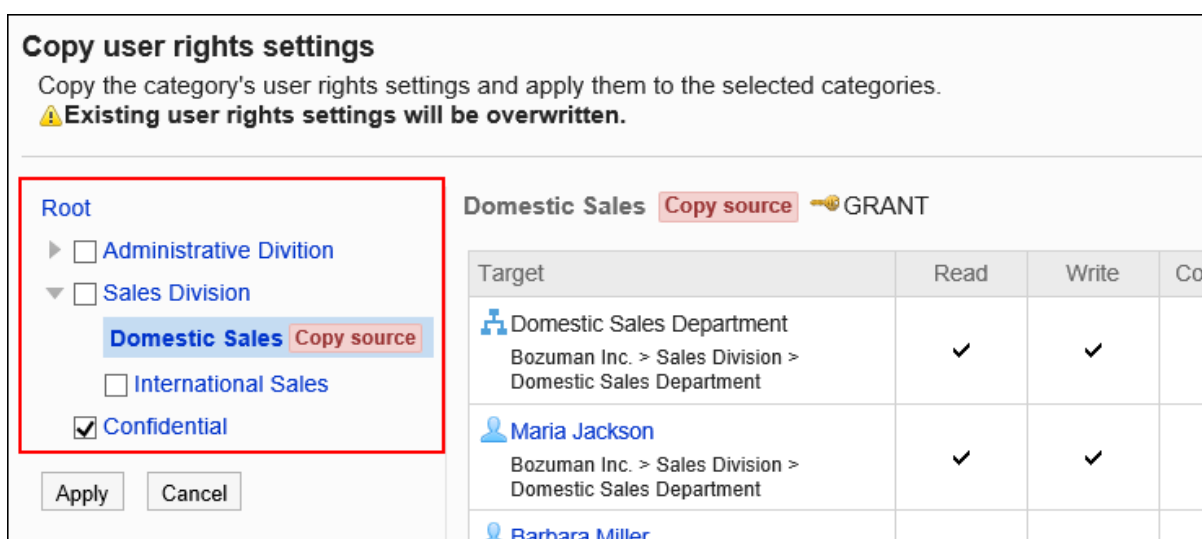 Copy user rights settings
Copy the category's user rights settings and apply them to the selected categories.
Existing user rights settings will be overwritten.
Root
Administrative Divition
Sales Division
Domestic Sales Copy source
International Sales
Confidential
Apply Cancel
Domestic Sales Copy source GRANT
Target Read Write Co
Domestic Sales Department
Bozuman Inc. > Sales Division >
Domestic Sales Department
Maria Jackson
Bozuman Inc. > Sales Division >
Domestic Sales Department
Barbara Miller